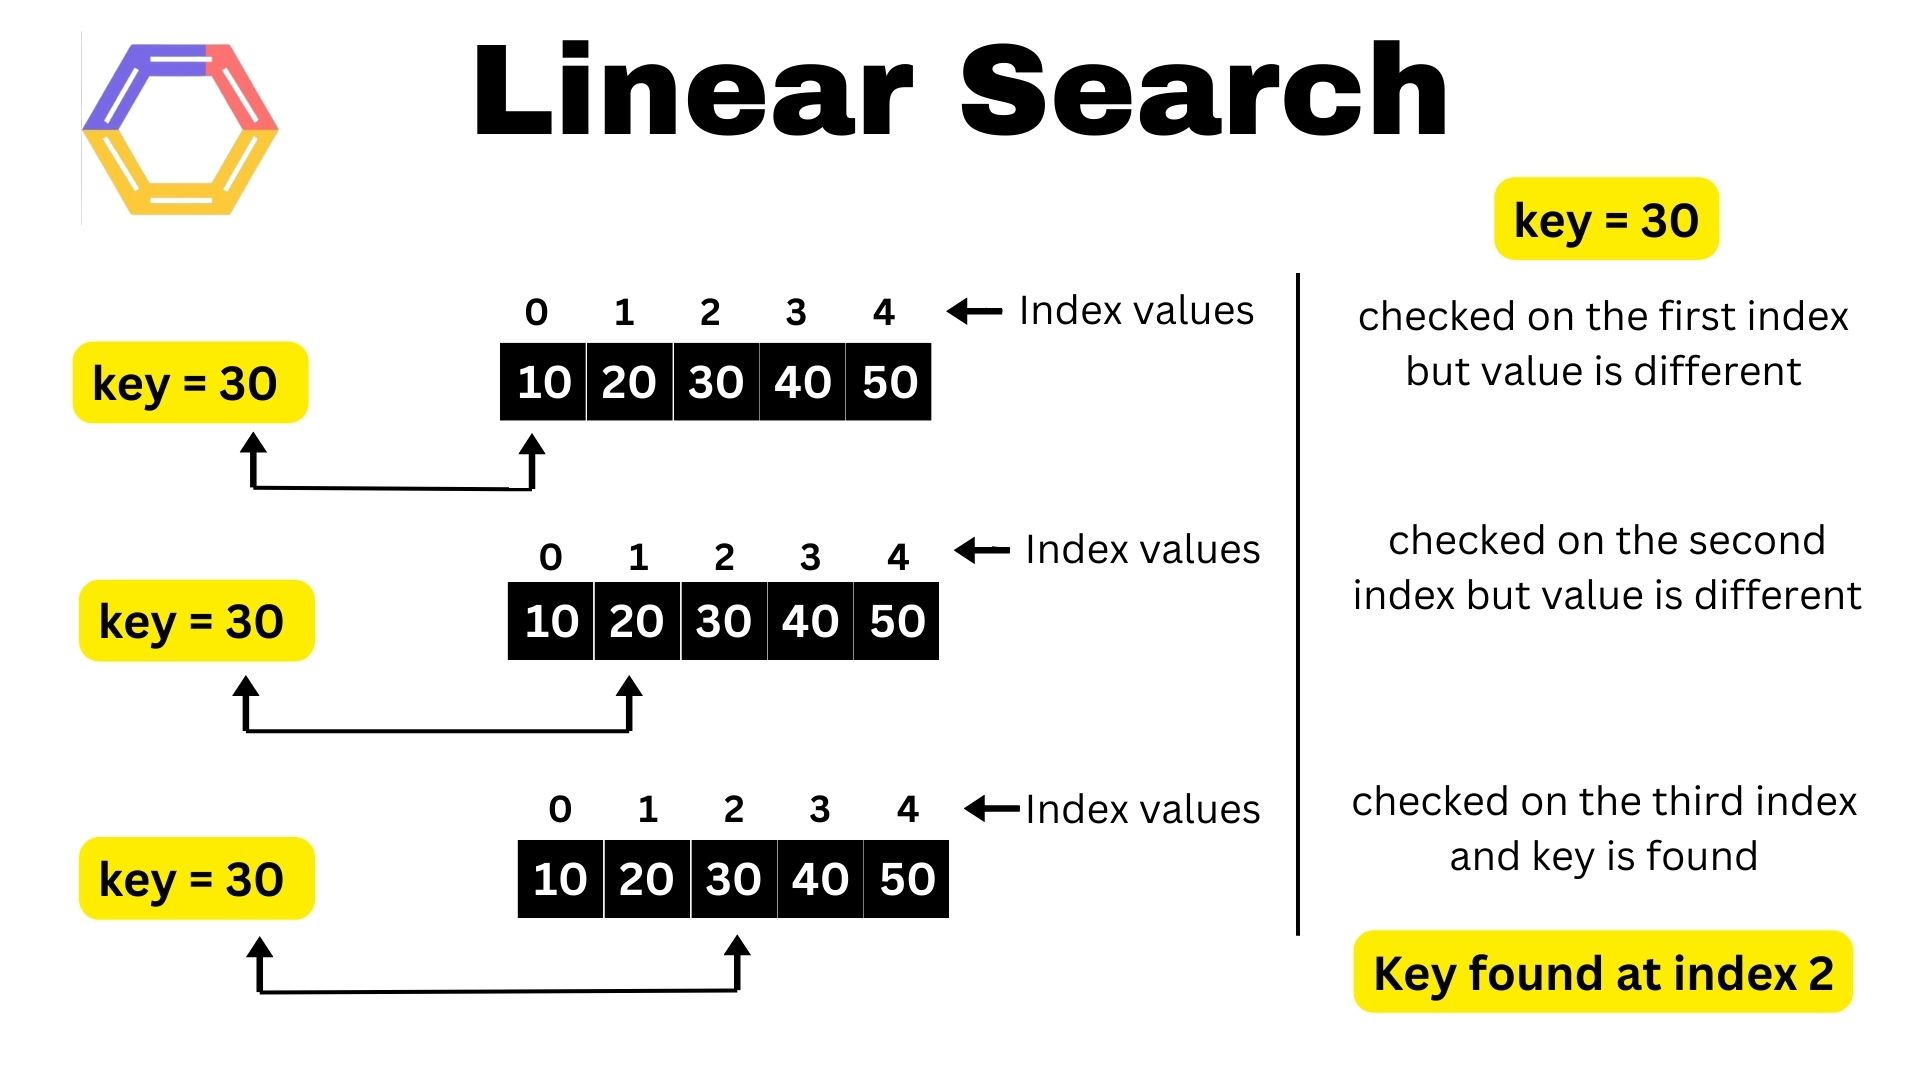 Linear Search
key = 30
0 1 2 3 4
Index values
key = 30
10 20 30 40 50
checked on the first index
but value is different
0 1 2 3 4
Index values
key = 30
10 20 30 40 50
checked on the second
index but value is different
0 1 2 3 4
Index values
key = 30
10 20 30 40 50
checked on the third index
and key is found
Key found at index 2